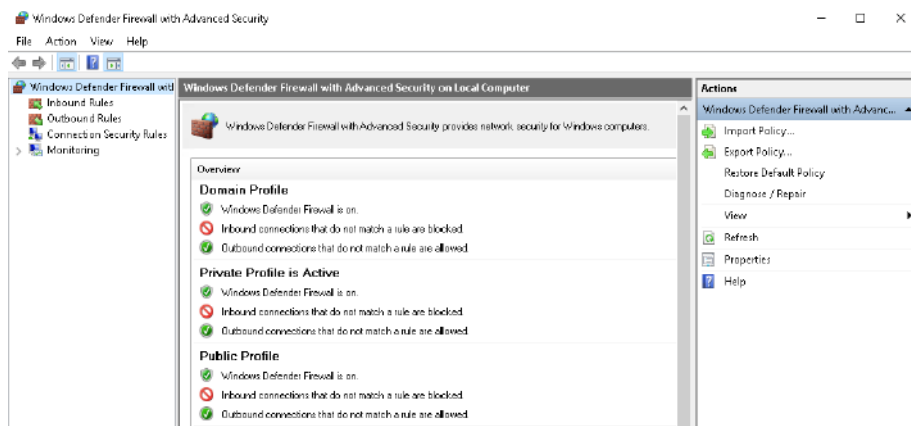 Windows Defender Firewall with Advanced Security
File Action View Help
Windows Defender Firewall witl
Inbound Rules
Outbound Rules
Connection Security Rules
Monitoring
Windows Defender Firewall with Advanced Security on Local Computer
Windows Defender Firewall with Advanced Security provides network security for Windows computers.
Overview
Domain Profile
Windows Defender Firewall is on.
Inbound connections that do not match a rule are blocked.
Outbound connections that do not match a rule are allowed.
Private Profile is Active
Windows Defender Firewall is on.
Inbound connections that do not match a rule are blocked.
Outbound connections that do not match a rule are allowed.
Public Profile
Windows Defender Firewall is on.
Inbound connections that do not match a rule are blocked.
Outbound connections that do not match a rule are allowed.
Actions
Windows Defender Firewall with Advanc...
Import Policy...
Export Policy...
Restore Default Policy
Diagnose / Repair
View
Refresh
Properties
Help